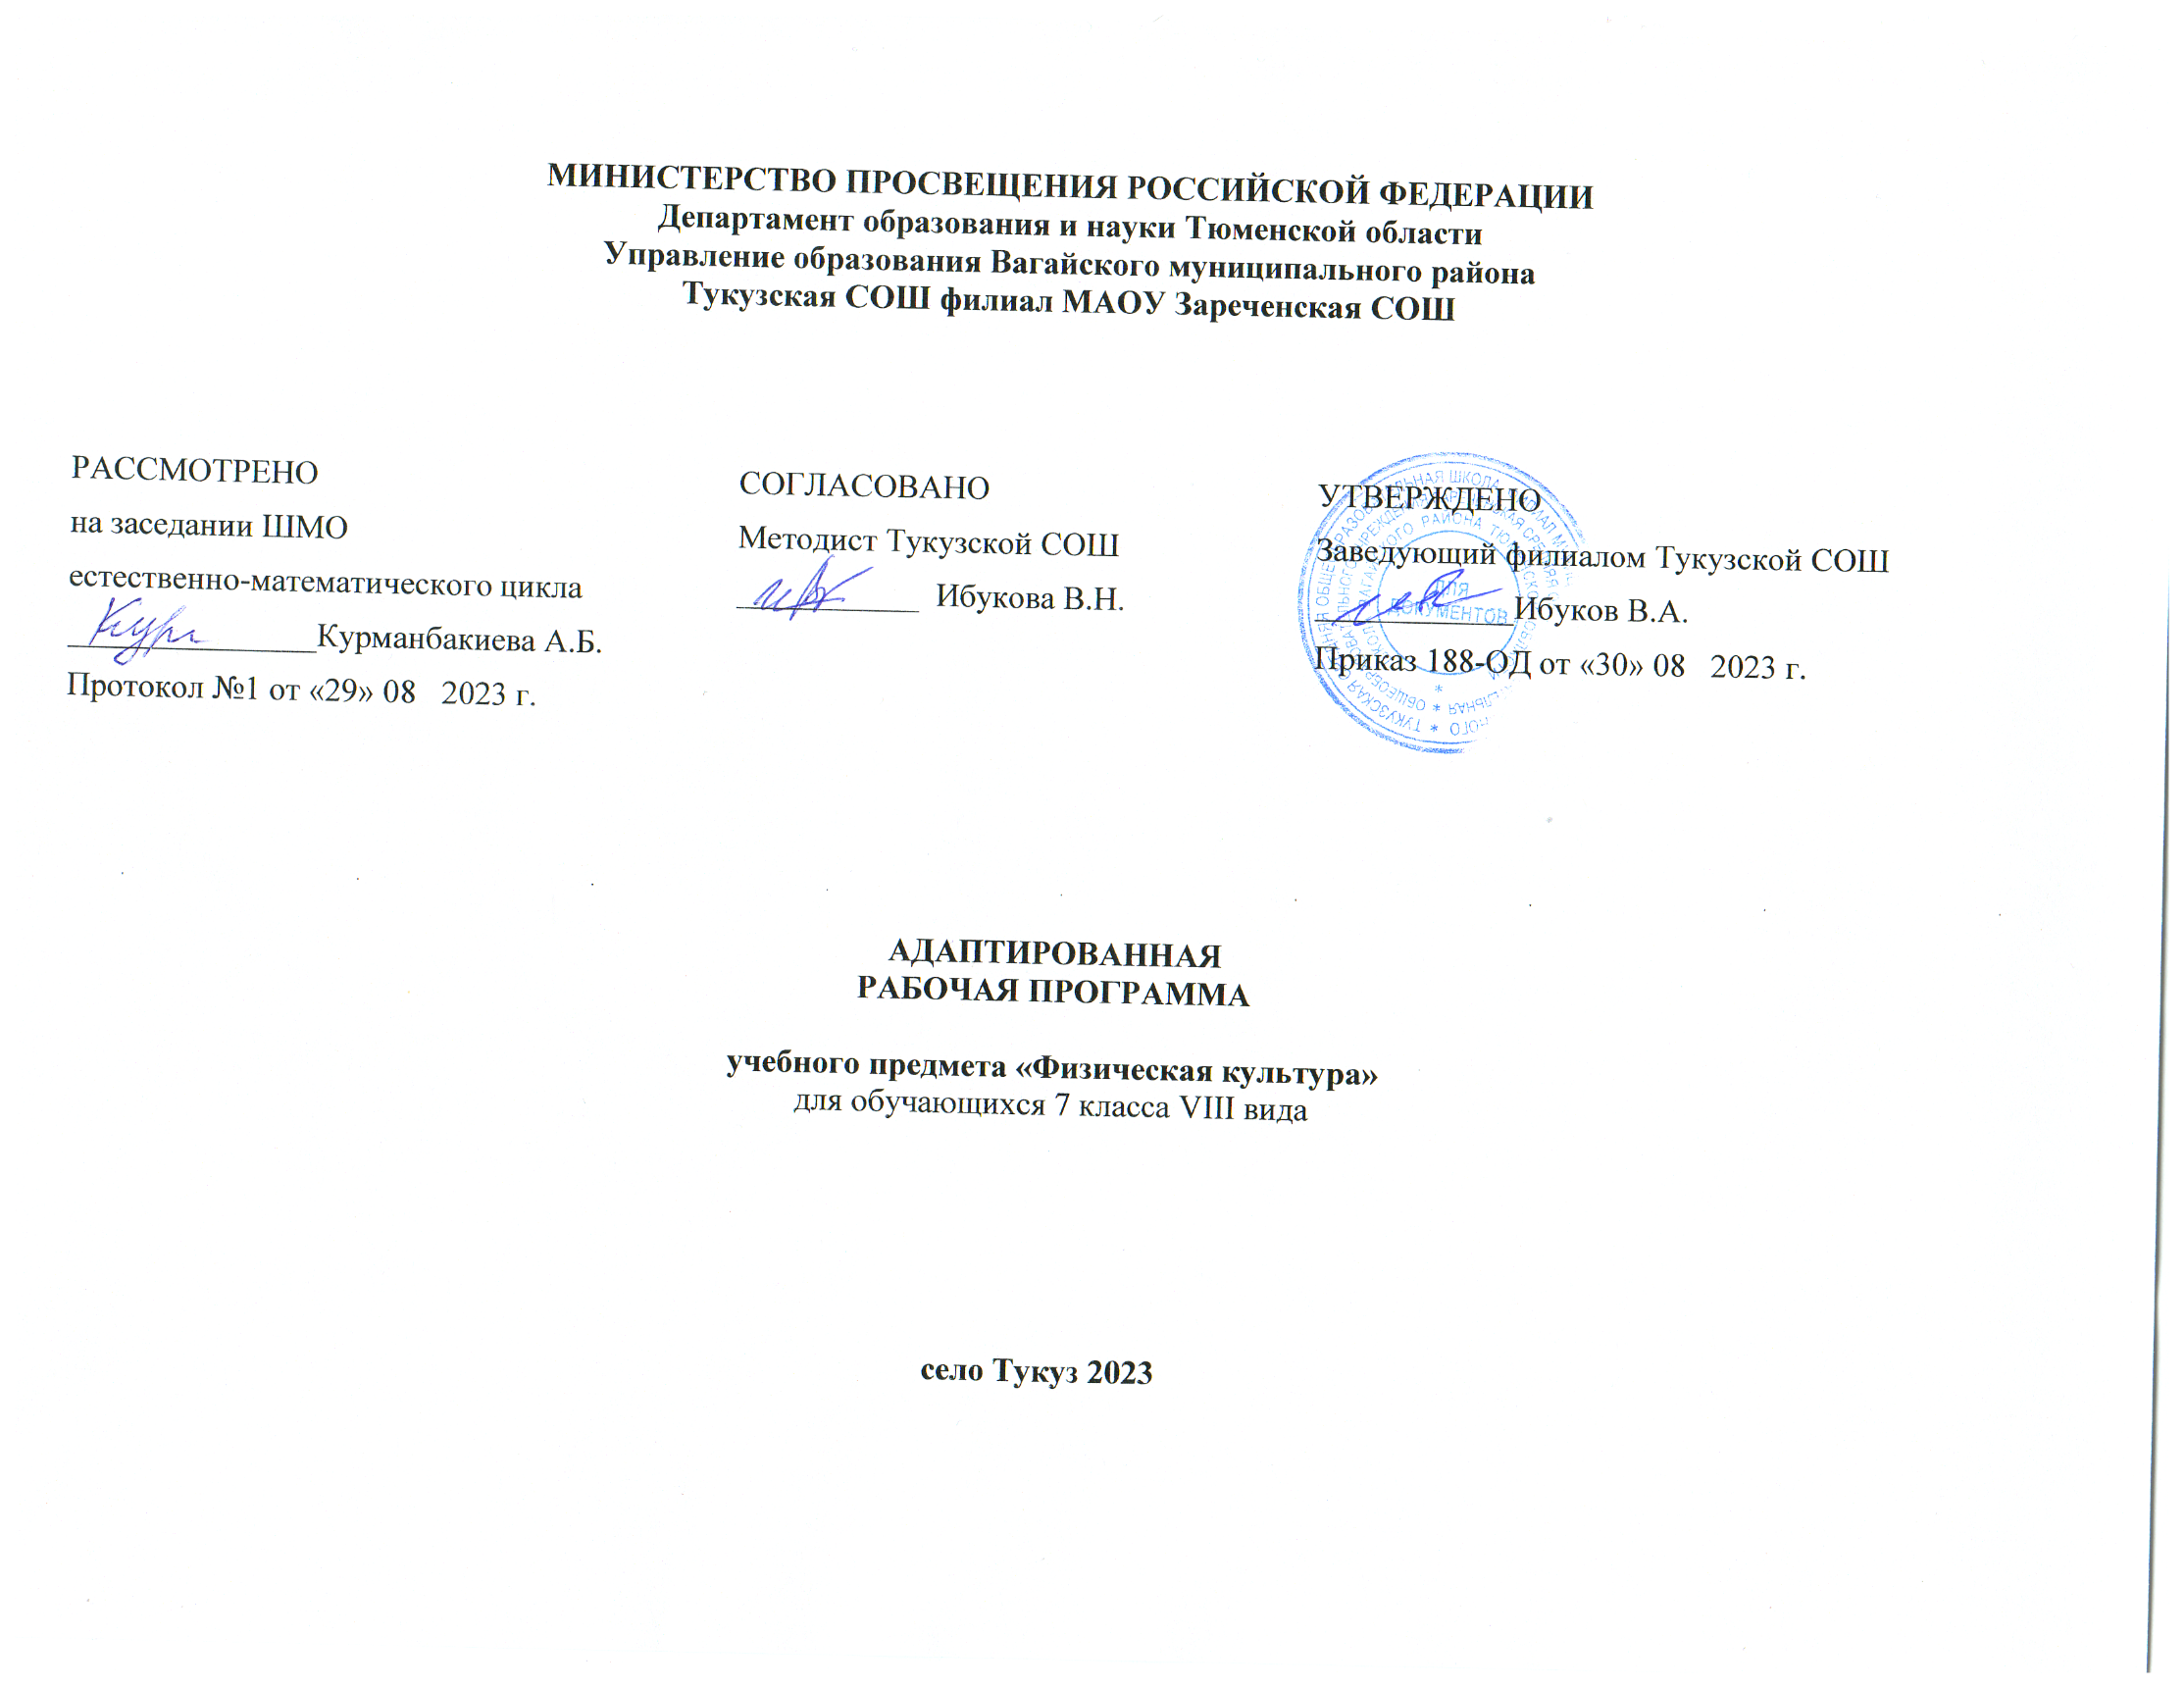 МИНИСТЕРСТВО ПРОСВЕЩЕНИЯ РОССИЙСКОЙ ФЕДЕРАЦИИ
Департамент образования и науки Тюменской области
Управление образования Вагайского муниципального района
Тукузская СОШ филиал МАОУ Зареченская СОШ
РАССМОТРЕНО
на заседании ШМО
естественно-математического цикла
Курманбакиева А.Б.
Протокол №1 от «29» 08 2023 г.
СОГЛАСОВАНО
Методист Тукузской СОШ
Ибукова В.Н.
УТВЕРЖДЕНО
Заведующий филиалом Тукузской СОШ
Ибуков В.А.
Приказ 188-ОД от «30» 08 2023 г.
ДЛЯ
ДОКУМЕНТОВ
АДАПТИРОВАННАЯ
РАБОЧАЯ ПРОГРАММА
учебного предмета «Физическая культура»
для обучающихся 7 класса VIII вида
село Тукуз 2023